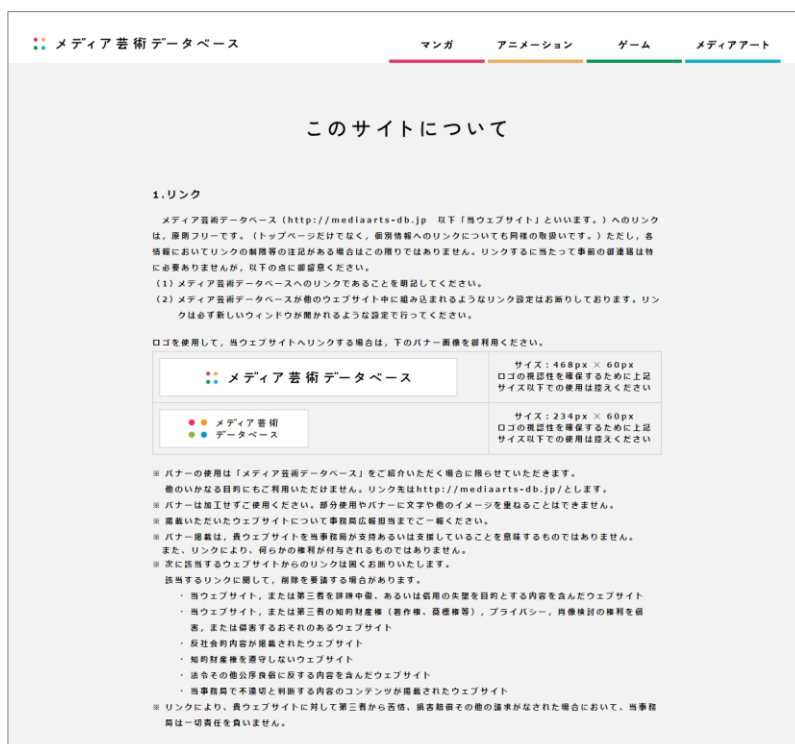 メディア芸術データベース
マンガ
アニメーション
ゲーム
メディアアート
このサイトについて
1.リンク
メディア芸術データベース（http://mediaarts-db.jp　以下「当ウェブサイト」といいます。）へのリンク
は，原則フリーです。（トップページだけでなく，個別情報へのリンクについても同様の取扱いです。）ただし，各
情報においてリンクの制限等の注記がある場合はこの限りではありません。リンクするに当たって事前の御連絡は特
に必要ありませんが，以下の点に御留意ください。
（1）メディア芸術データベースへのリンクであることを明記してください。
（2）メディア芸術データベースが他のウェブサイト中に組み込まれるようなリンク設定はお断りしております。リン
クは必ず新しいウィンドウが開かれるような設定で行ってください。
ロゴを使用して，当ウェブサイトへリンクする場合は，下のバナー画像を御利用ください。
メディア芸術データベース
サイズ：468px × 60px
ロゴの視認性を確保するために上記
サイズ以下での使用は控えください
メディア芸術
データベース
サイズ：234px × 60px
ロゴの視認性を確保するために上記
サイズ以下での使用は控えください
※ バナーの使用は「メディア芸術データベース」をご紹介いただく場合に限らせていただきます。
他のいかなる目的にもご利用いただけません。リンク先はhttp://mediaarts-db.jp/とします。
※ バナーは加工せずご使用ください。部分使用やバナーに文字や他のイメージを重ねることはできません。
※ 掲載いただいたウェブサイトについて事務局広報担当までご一報ください。
※ バナー掲載は，貴ウェブサイトを当事務局が支持あるいは支援していることを意味するものではありません。
また、リンクにより、何らかの権利が付与されるものではありません。
※ 次に該当するウェブサイトからのリンクは固くお断りいたします。
該当するリンクに関して，削除を要請する場合があります。
・ 当ウェブサイト，または第三者を誹謗中傷、あるいは信用の失墜を目的とする内容を含んだウェブサイト
・ 当ウェブサイト，または第三者の知的財産権（著作権、商標権等），プライバシー，肖像検討の権利を侵
害，または侵害するおそれのあるウェブサイト
・ 反社会的内容が掲載されたウェブサイト
・ 知的財産権を遵守しないウェブサイト
・ 法令その他公序良俗に反する内容を含んだウェブサイト
・ 当事務局で不適切と判断する内容のコンテンツが掲載されたウェブサイト
※ リンクにより、貴ウェブサイトに対して第三者から苦情、損害賠償その他の請求がなされた場合において、当事務
局は一切責任を負いません。